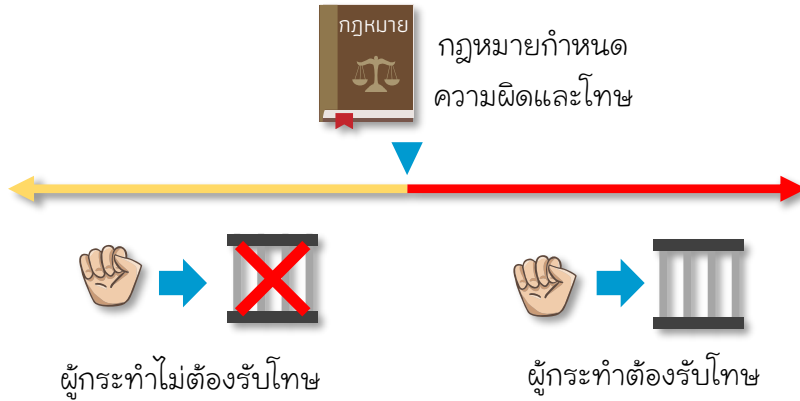 กฎหมาย
กฎหมายกำหนด
ความผิดและโทษ
ผู้กระทำไม่ต้องรับโทษ
ผู้กระทำต้องรับโทษ